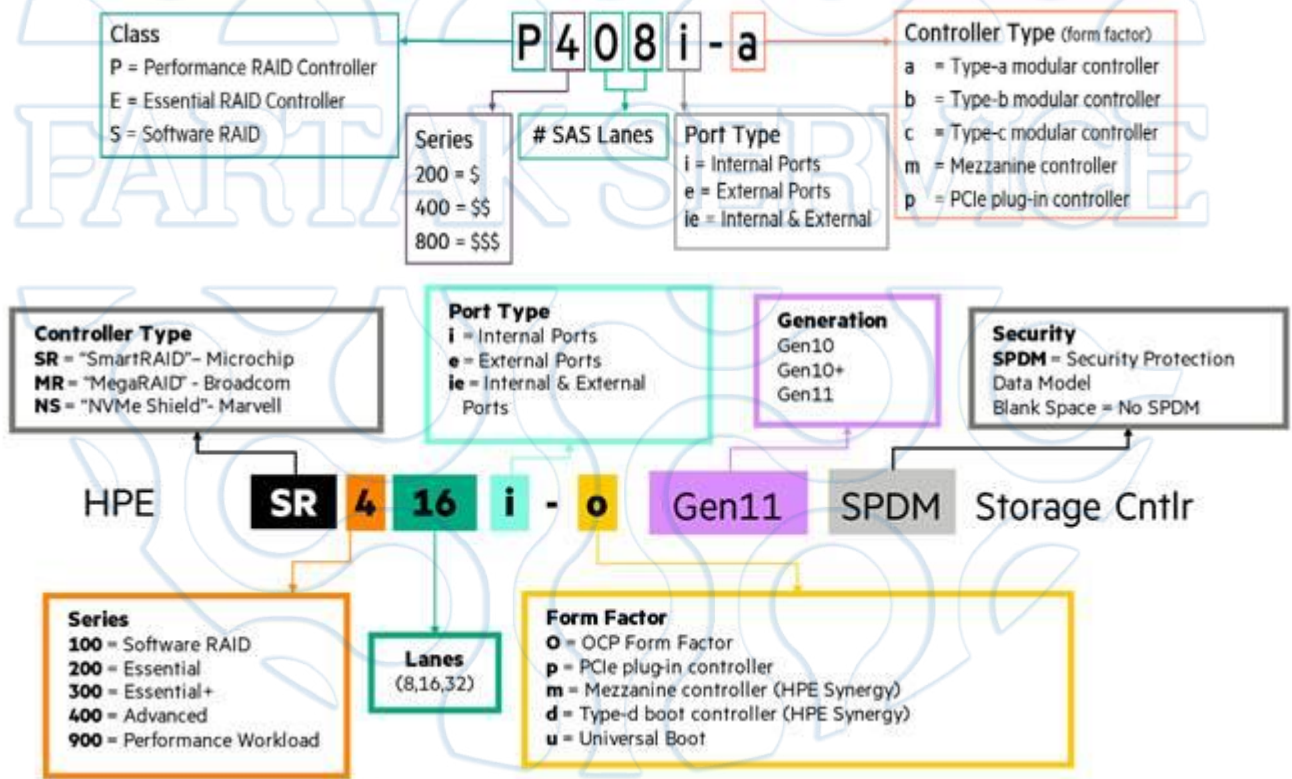 P408i-a
Class
P = Performance RAID Controller
E = Essential RAID Controller
S = Software RAID
Series
200 = $
400 = $$
800 = $$$
# SAS Lanes
Port Type
i = Internal Ports
e = External Ports
ie = Internal & External
Controller Type (form factor)
a = Type-a modular controller
b = Type-b modular controller
c = Type-c modular controller
m = Mezzanine controller
p = PCIe plug-in controller
FARTAK SERVICE
Controller Type
SR = "SmartRAID"– Microchip
MR = "MegaRAID" - Broadcom
NS = "NVMe Shield"- Marvell
Port Type
i = Internal Ports
e = External Ports
ie = Internal & External
Ports
Generation
Gen10
Gen10+
Gen11
Security
SPDM = Security Protection
Data Model
Blank Space = No SPDM
HPE SR 4 16 i - o Gen11 SPDM Storage Cntlr
Series
100 = Software RAID
200 = Essential
300 = Essential+
400 = Advanced
900 = Performance Workload
Lanes
(8,16,32)
Form Factor
O = OCP Form Factor
p = PCIe plug-in controller
m = Mezzanine controller (HPE Synergy)
d = Type-d boot controller (HPE Synergy)
u = Universal Boot